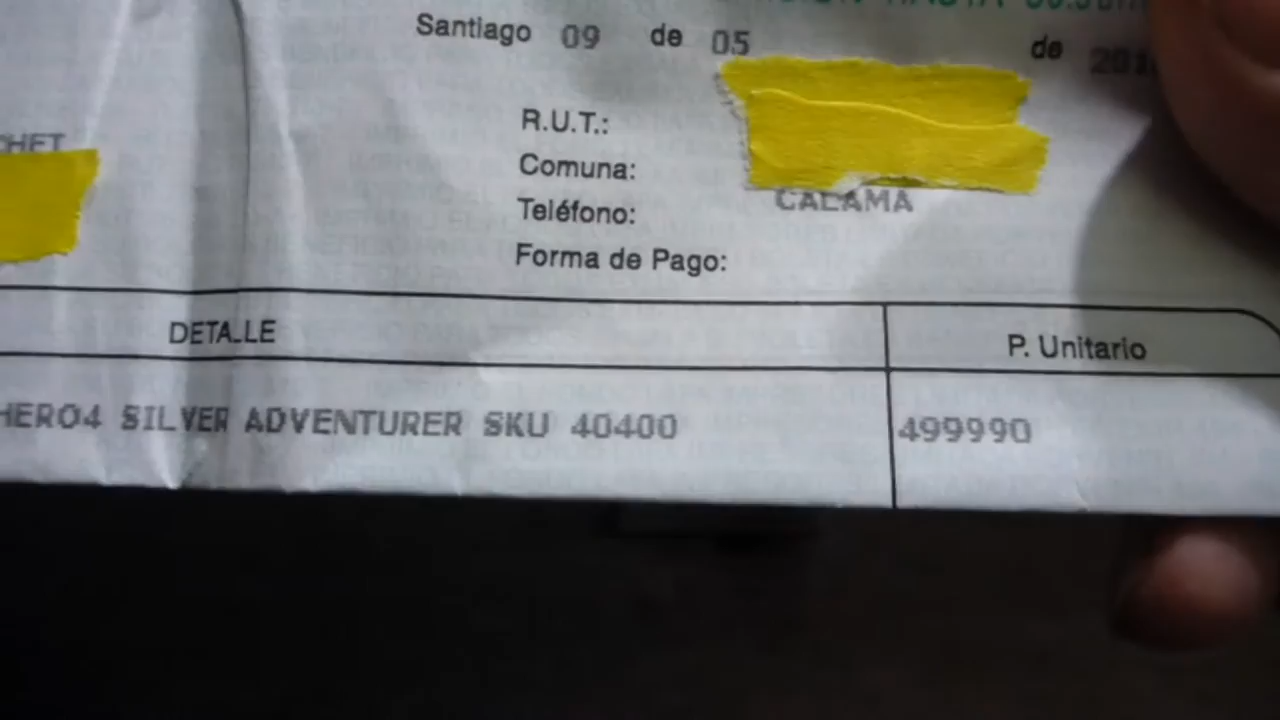 Santiago 09 de 05 de 201
R.U.T.:
Comuna:
CALAMA
Teléfono:
Forma de Pago:
DETALLE P. Unitario
HERO4 SILVER ADVENTURER SKU 40400 499990